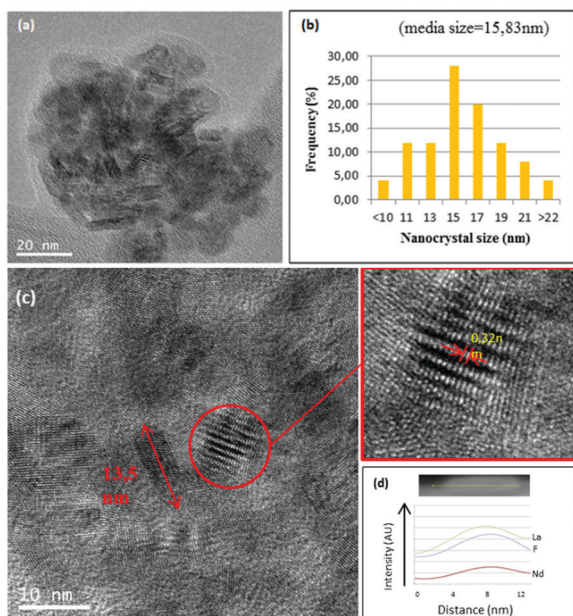 (a)
20 nm
(b)
(media size=15,83nm)
Frequency (%)
30,00
25,00
20,00
15,00
10,00
5,00
0,00
<10 11 13 15 17 19 21 >22
Nanocrystal size (nm)
(c)
13,5
nm
10 nm
0,32n
m
(d)
Intensity (AU)
La
F
Nd
0 4 8 12
Distance (nm)